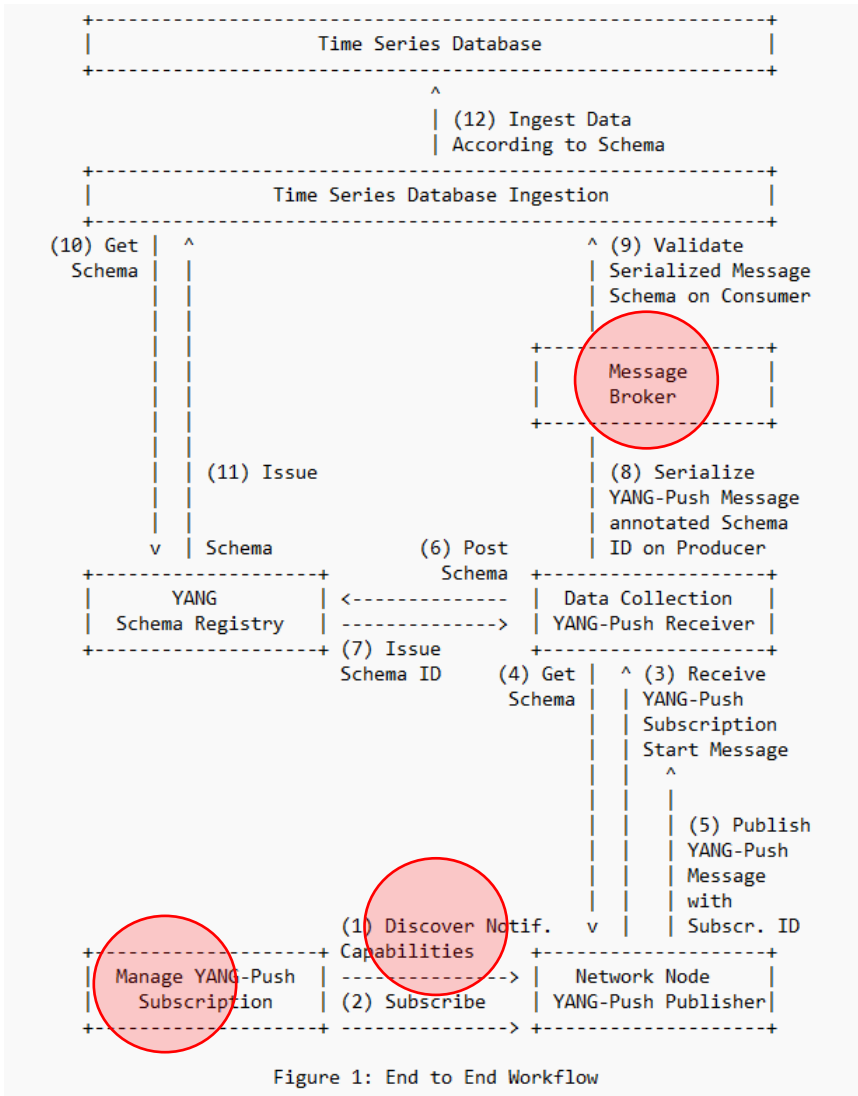 Time Series Database
(12) Ingest Data
According to Schema
Time Series Database Ingestion
(10) Get
Schema
(9) Validate
Serialized Message
Schema on Consumer
Message
Broker
(11) Issue
Schema
(8) Serialize
YANG-Push Message
annotated Schema
ID on Producer
(6) Post
Schema
YANG
Schema Registry
Data Collection
YANG-Push Receiver
(7) Issue
Schema ID
(4) Get
Schema
(3) Receive
YANG-Push
Subscription
Start Message
(5) Publish
YANG-Push
Message
with
Subscr. ID
(1) Discover Notif.
Capabilities
Manage YANG-Push
Subscription
(2) Subscribe
Network Node
YANG-Push Publisher
Figure 1: End to End Workflow